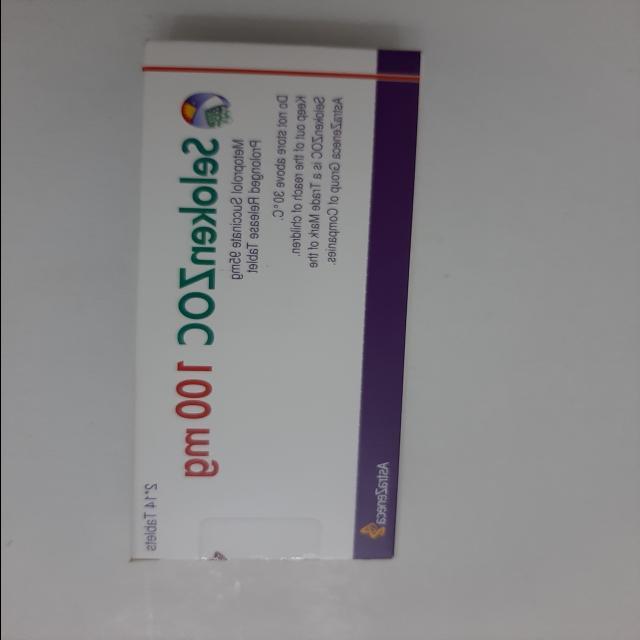 SelokenZOC 100 mg
2*14 Tablets
Metoprolol Succinate 95mg
Prolonged Release Tablet
Do not store above 30°C.
Keep out of the reach of children.
SelokenZOC is a Trade Mark of the
AstraZeneca Group of Companies.
AstraZeneca